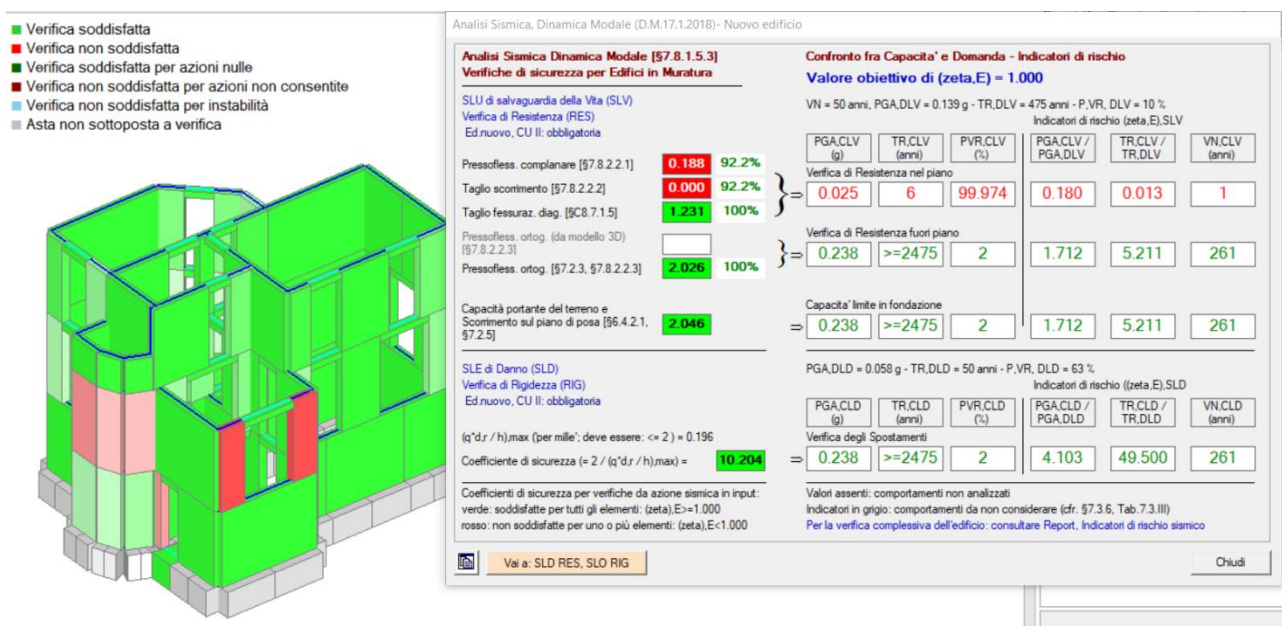 Verifica soddisfatta
Verifica non soddisfatta
Verifica soddisfatta per azioni nulle
Verifica non soddisfatta per azioni non consentite
Verifica non soddisfatta per instabilità
Asta non sottoposta a verifica
Analisi Sismica, Dinamica Modale (D.M.17.1.2018)- Nuovo edificio
Analisi Sismica Dinamica Modale [§7.8.1.5.3]
Verifiche di sicurezza per Edifici in Muratura
SLU di salvaguardia della Vita (SLV)
Verifica di Resistenza (RES)
Ed.nuovo, CU II: obbligatoria
Pressofless. complanare [§7.8.2.2.1] 0.188 92.2%
Taglio scorrimento [§7.8.2.2.2] 0.000 92.2%
Taglio fessuraz. diag. [§C8.7.1.5] 1.231 100%
Pressofless. ortog. (da modello 3D)
[§7.8.2.2.3]
Pressofless. ortog. [§7.2.3, §7.8.2.2.3] 2.026 100%
Capacità portante del terreno e
Scorrimento sul piano di posa [§6.4.2.1, 2.046
§7.2.5]
SLE di Danno (SLD)
Verifica di Rigidezza (RIG)
Ed.nuovo, CU II: obbligatoria
(q*d,r / h),max ('per mille'; deve essere: <= 2 ) = 0.196
Coefficiente di sicurezza (= 2 / (q*d,r / h),max) = 10.204
Coefficienti di sicurezza per verifiche da azione sismica in input:
verde: soddisfatte per tutti gli elementi: (zeta),E>=1.000
rosso: non soddisfatte per uno o più elementi: (zeta),E<1.000
Confronto fra Capacita' e Domanda - Indicatori di rischio
Valore obiettivo di (zeta,E) = 1.000
VN = 50 anni, PGA,DLV = 0.139 g - TR,DLV = 475 anni - P,VR, DLV = 10 %
Indicatori di rischio (zeta,E),SLV
PGA,CLV TR,CLV PVR,CLV PGA,CLV / TR,CLV / VN,CLV
(g) (anni) (%) PGA,DLV TR,DLV (anni)
Verifica di Resistenza nel piano
} ⇒ 0.025 6 99.974 0.180 0.013 1
Verifica di Resistenza fuori piano
} ⇒ 0.238 >=2475 2 1.712 5.211 261
Capacita' limite in fondazione
⇒ 0.238 >=2475 2 1.712 5.211 261
PGA,DLD = 0.058 g - TR,DLD = 50 anni - P,VR, DLD = 63 %
Indicatori di rischio ((zeta,E),SLD
PGA,CLD TR,CLD PVR,CLD PGA,CLD / TR,CLD / VN,CLD
(g) (anni) (%) PGA,DLD TR,DLD (anni)
Verifica degli Spostamenti
⇒ 0.238 >=2475 2 4.103 49.500 261
Valori assenti: comportamenti non analizzati
Indicatori in grigio: comportamenti da non considerare (cfr. §7.3.6, Tab.7.3.III)
Per la verifica complessiva dell'edificio: consultare Report, Indicatori di rischio sismico
Vai a: SLD RES, SLO RIG
Chiudi